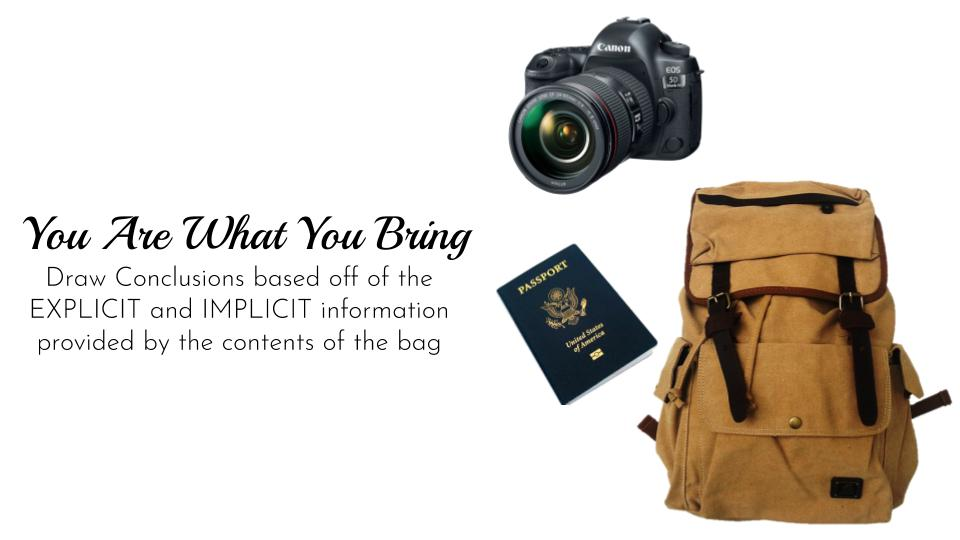 You Are What You Bring
Draw Conclusions based off of the
EXPLICIT and IMPLICIT information
provided by the contents of the bag
Canon
EOS
5D
PASSPORT
United States
of America